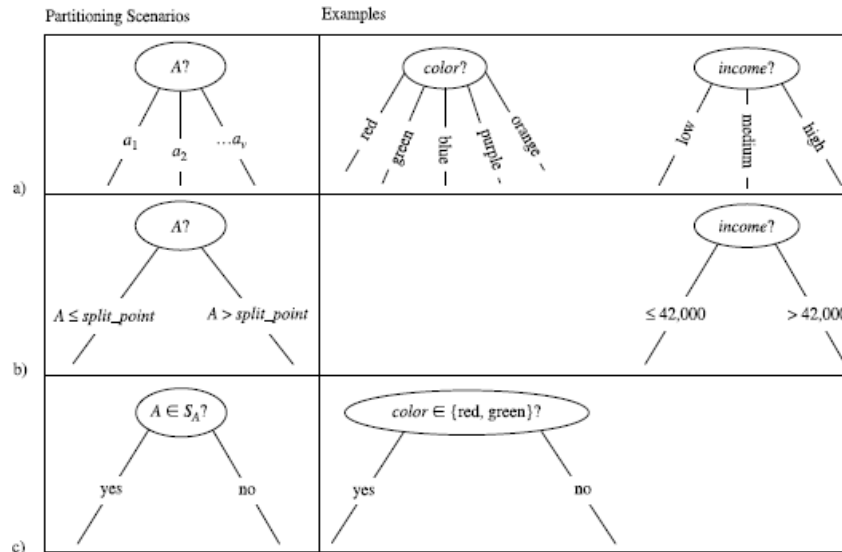 Partitioning Scenarios
Examples
A?
a₁
a₂
…aᵥ
color?
red
green
blue
purple
orange
income?
low
medium
high
a)
A?
A ≤ split_point
A > split_point
income?
≤ 42,000
> 42,000
b)
A ∈ S_A?
yes
no
color ∈ {red, green}?
yes
no
c)